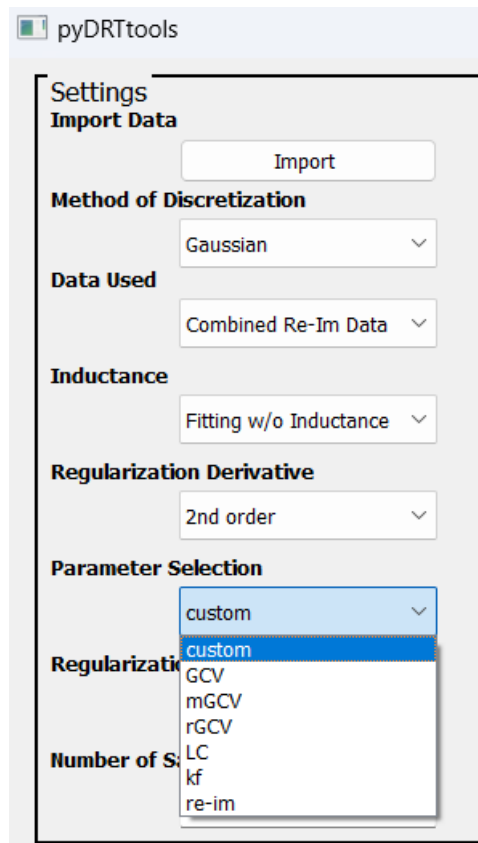 pyDRTtools
Settings
Import Data
Import
Method of Discretization
Gaussian
Data Used
Combined Re-Im Data
Inductance
Fitting w/o Inductance
Regularization Derivative
2nd order
Parameter Selection
custom
custom
GCV
mGCV
rGCV
LC
kf
re-im